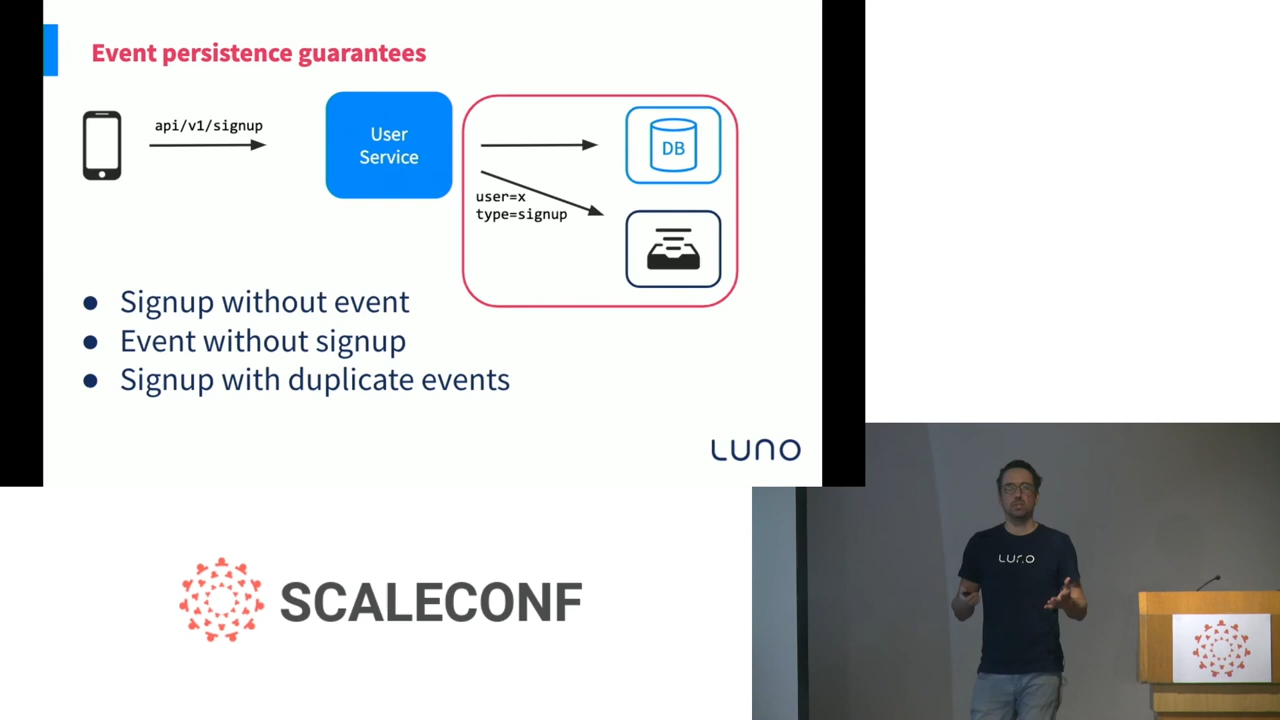 Event persistence guarantees
api/v1/signup
User
Service
DB
user=x
type=signup
● Signup without event
● Event without signup
● Signup with duplicate events
LUNO
SCALECONF
LUNO